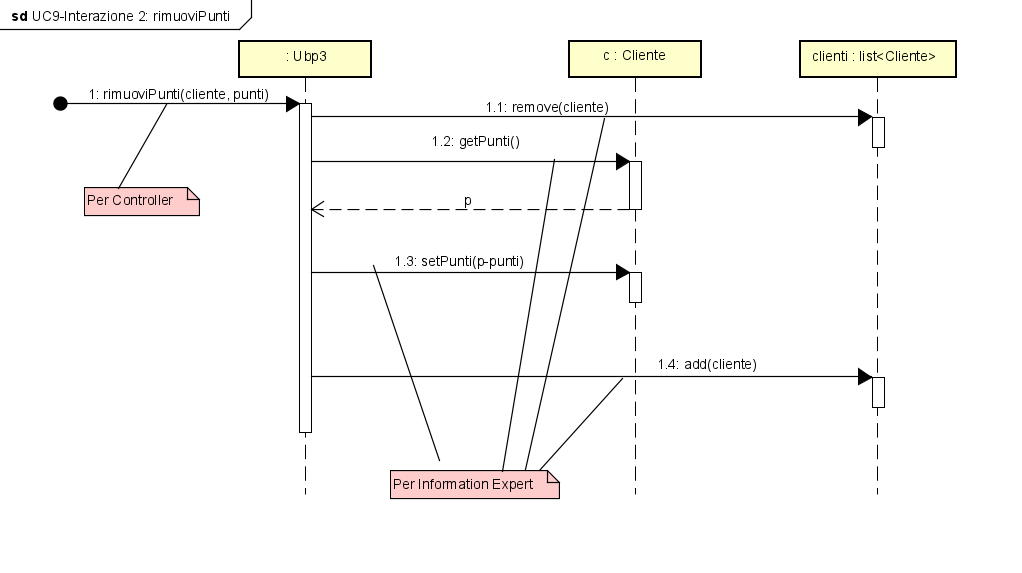 sd UC9-Interazione 2: rimuoviPunti
: Ubp3
c : Cliente
clienti : list<Cliente>
1: rimuoviPunti(cliente, punti)
1.1: remove(cliente)
1.2: getPunti()
Per Controller
p
1.3: setPunti(p-punti)
1.4: add(cliente)
Per Information Expert